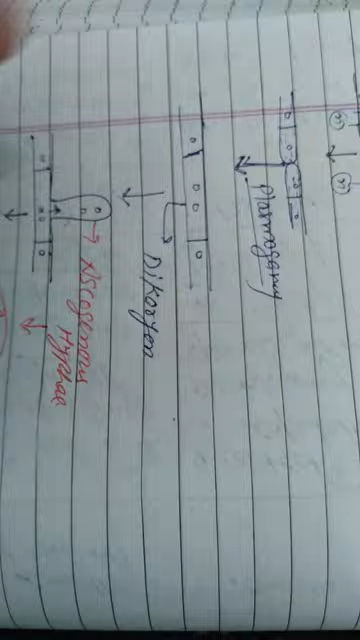 (n) (n)
Plasmogamy
Dikaryon
Ascogenous
Hyphae